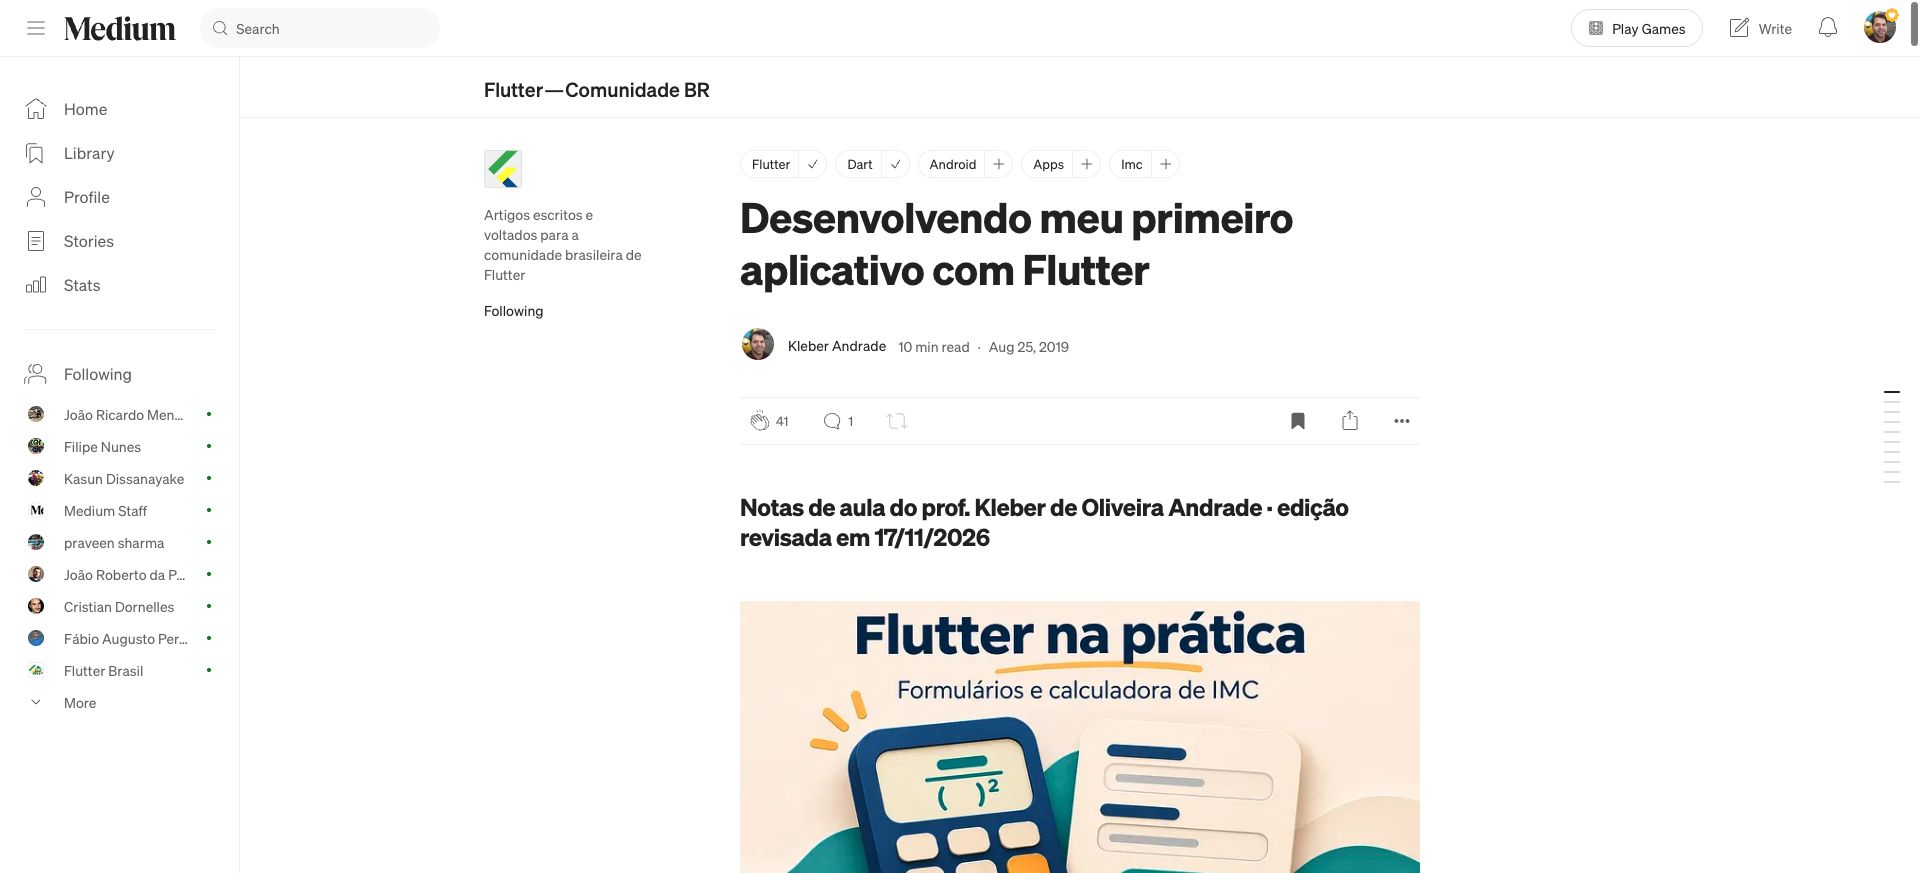 Medium
Search
Play Games
Write
Home
Library
Profile
Stories
Stats
Following
João Ricardo Men...
Filipe Nunes
Kasun Dissanayake
Medium Staff
praveen sharma
João Roberto da P...
Cristian Dornelles
Fábio Augusto Per...
Flutter Brasil
More
Flutter — Comunidade BR
Artigos escritos e
voltados para a
comunidade brasileira de
Flutter
Following
Flutter Dart Android Apps Imc
Desenvolvendo meu primeiro
aplicativo com Flutter
Kleber Andrade 10 min read · Aug 25, 2019
41 1
Notas de aula do prof. Kleber de Oliveira Andrade · edição
revisada em 17/11/2026
Flutter na prática
Formulários e calculadora de IMC
( )²